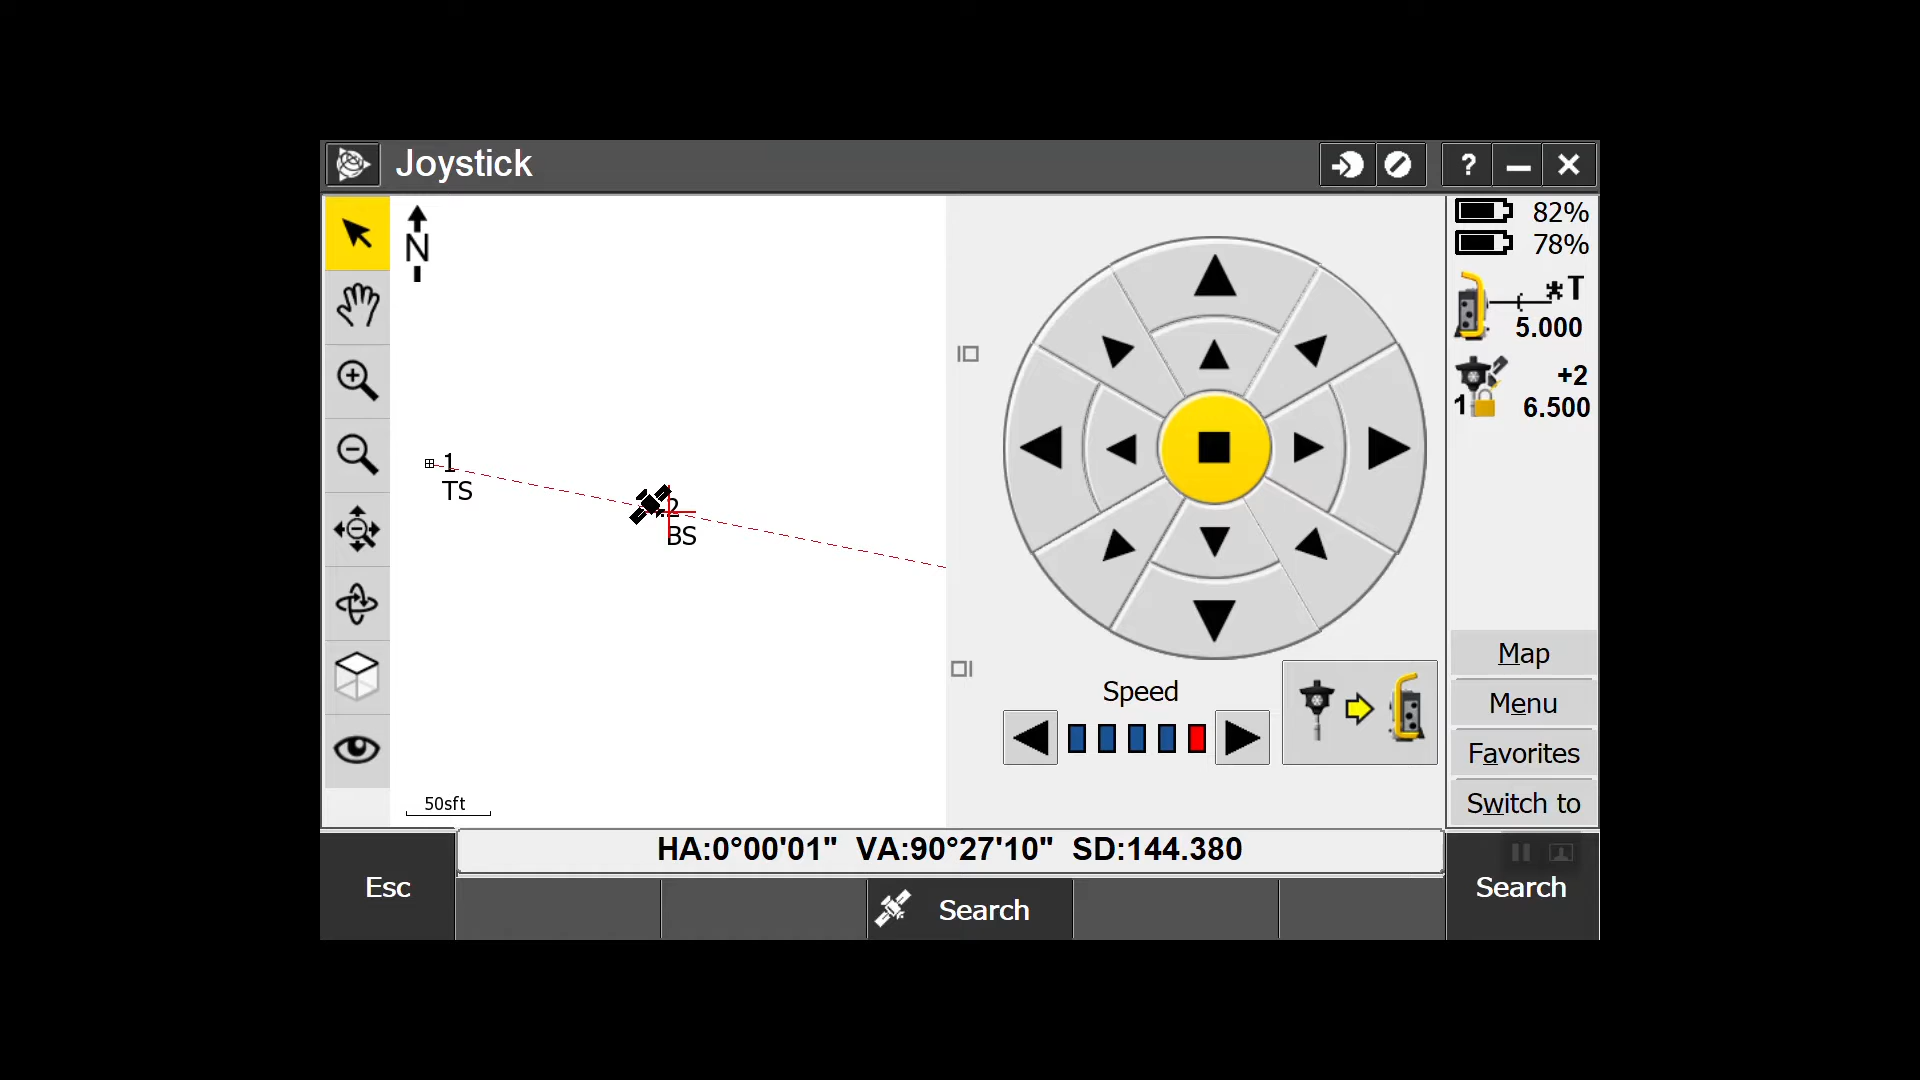 Joystick
?
82%
78%
N
T
5.000
+2
1
6.500
1
TS
2
BS
Speed
Map
Menu
Favorites
Switch to
50sft
HA:0°00'01" VA:90°27'10" SD:144.380
Esc
Search
Search